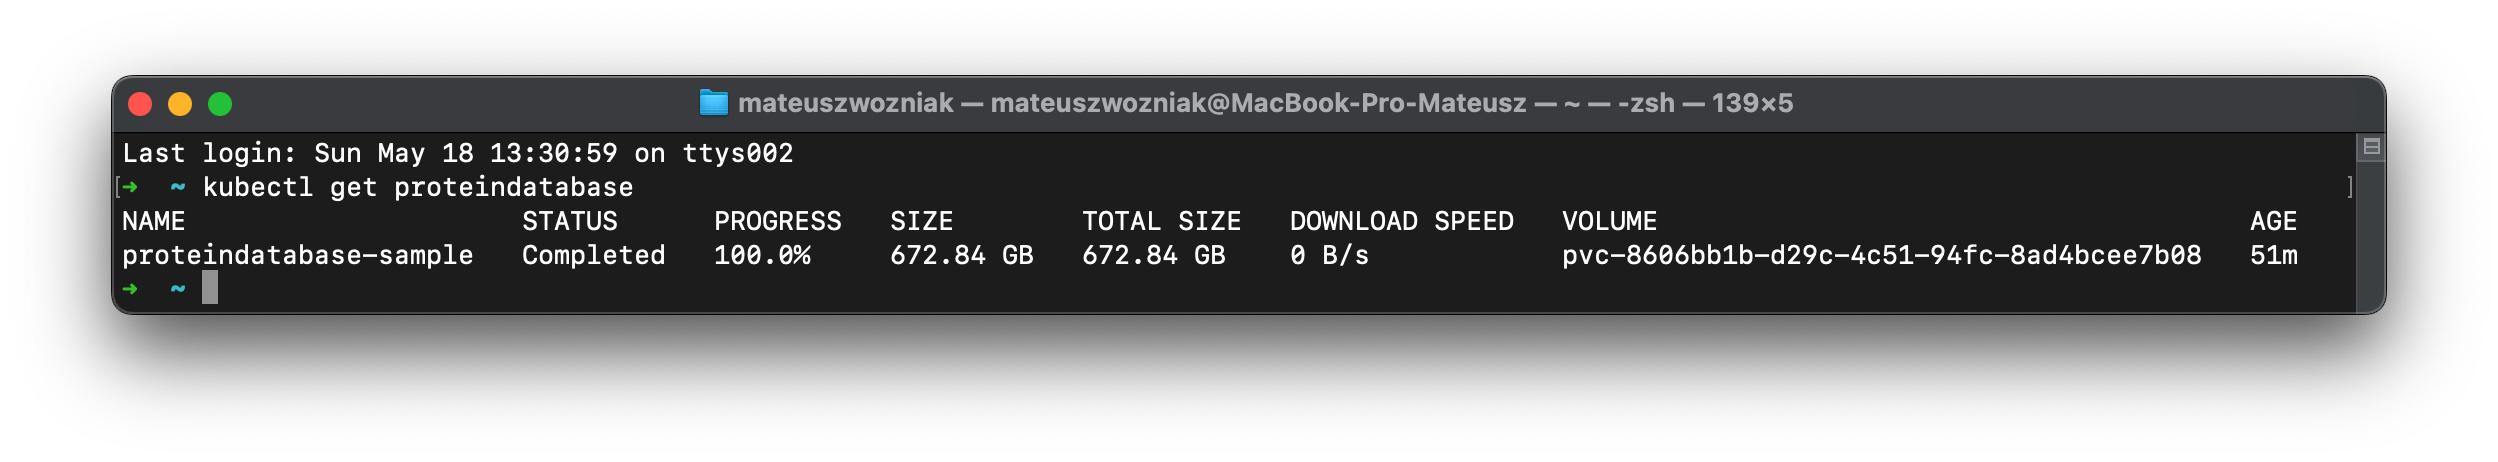 mateuszwozniak — mateuszwozniak@MacBook-Pro-Mateusz — ~ — -zsh — 139×5
Last login: Sun May 18 13:30:59 on ttys002
[➜  ~ kubectl get proteindatabase ]
NAME                     STATUS      PROGRESS   SIZE        TOTAL SIZE   DOWNLOAD SPEED   VOLUME                                     AGE
proteindatabase-sample   Completed   100.0%     672.84 GB   672.84 GB    0 B/s            pvc-8606bb1b-d29c-4c51-94fc-8ad4bcee7b08   51m
➜  ~